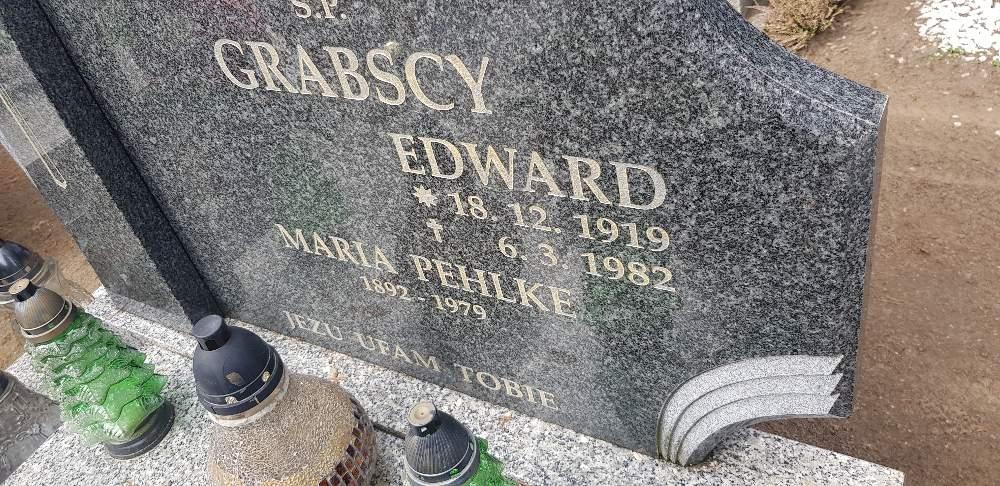 Ś.P.
GRABSCY
EDWARD
* 18. 12. 1919
† 6. 3. 1982
MARIA PEHLKE
1892 - 1979
JEZU UFAM TOBIE